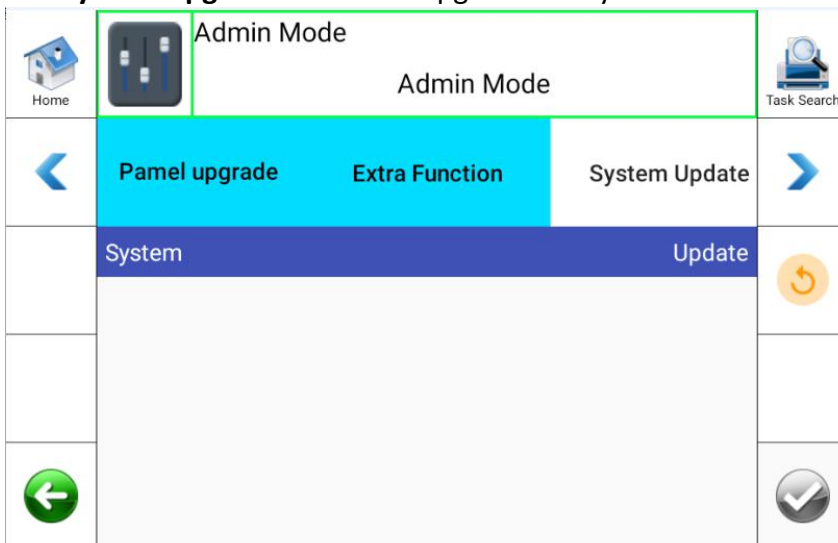 Admin Mode
Admin Mode
Home
Task Search
Pamel upgrade
Extra Function
System Update
System
Update